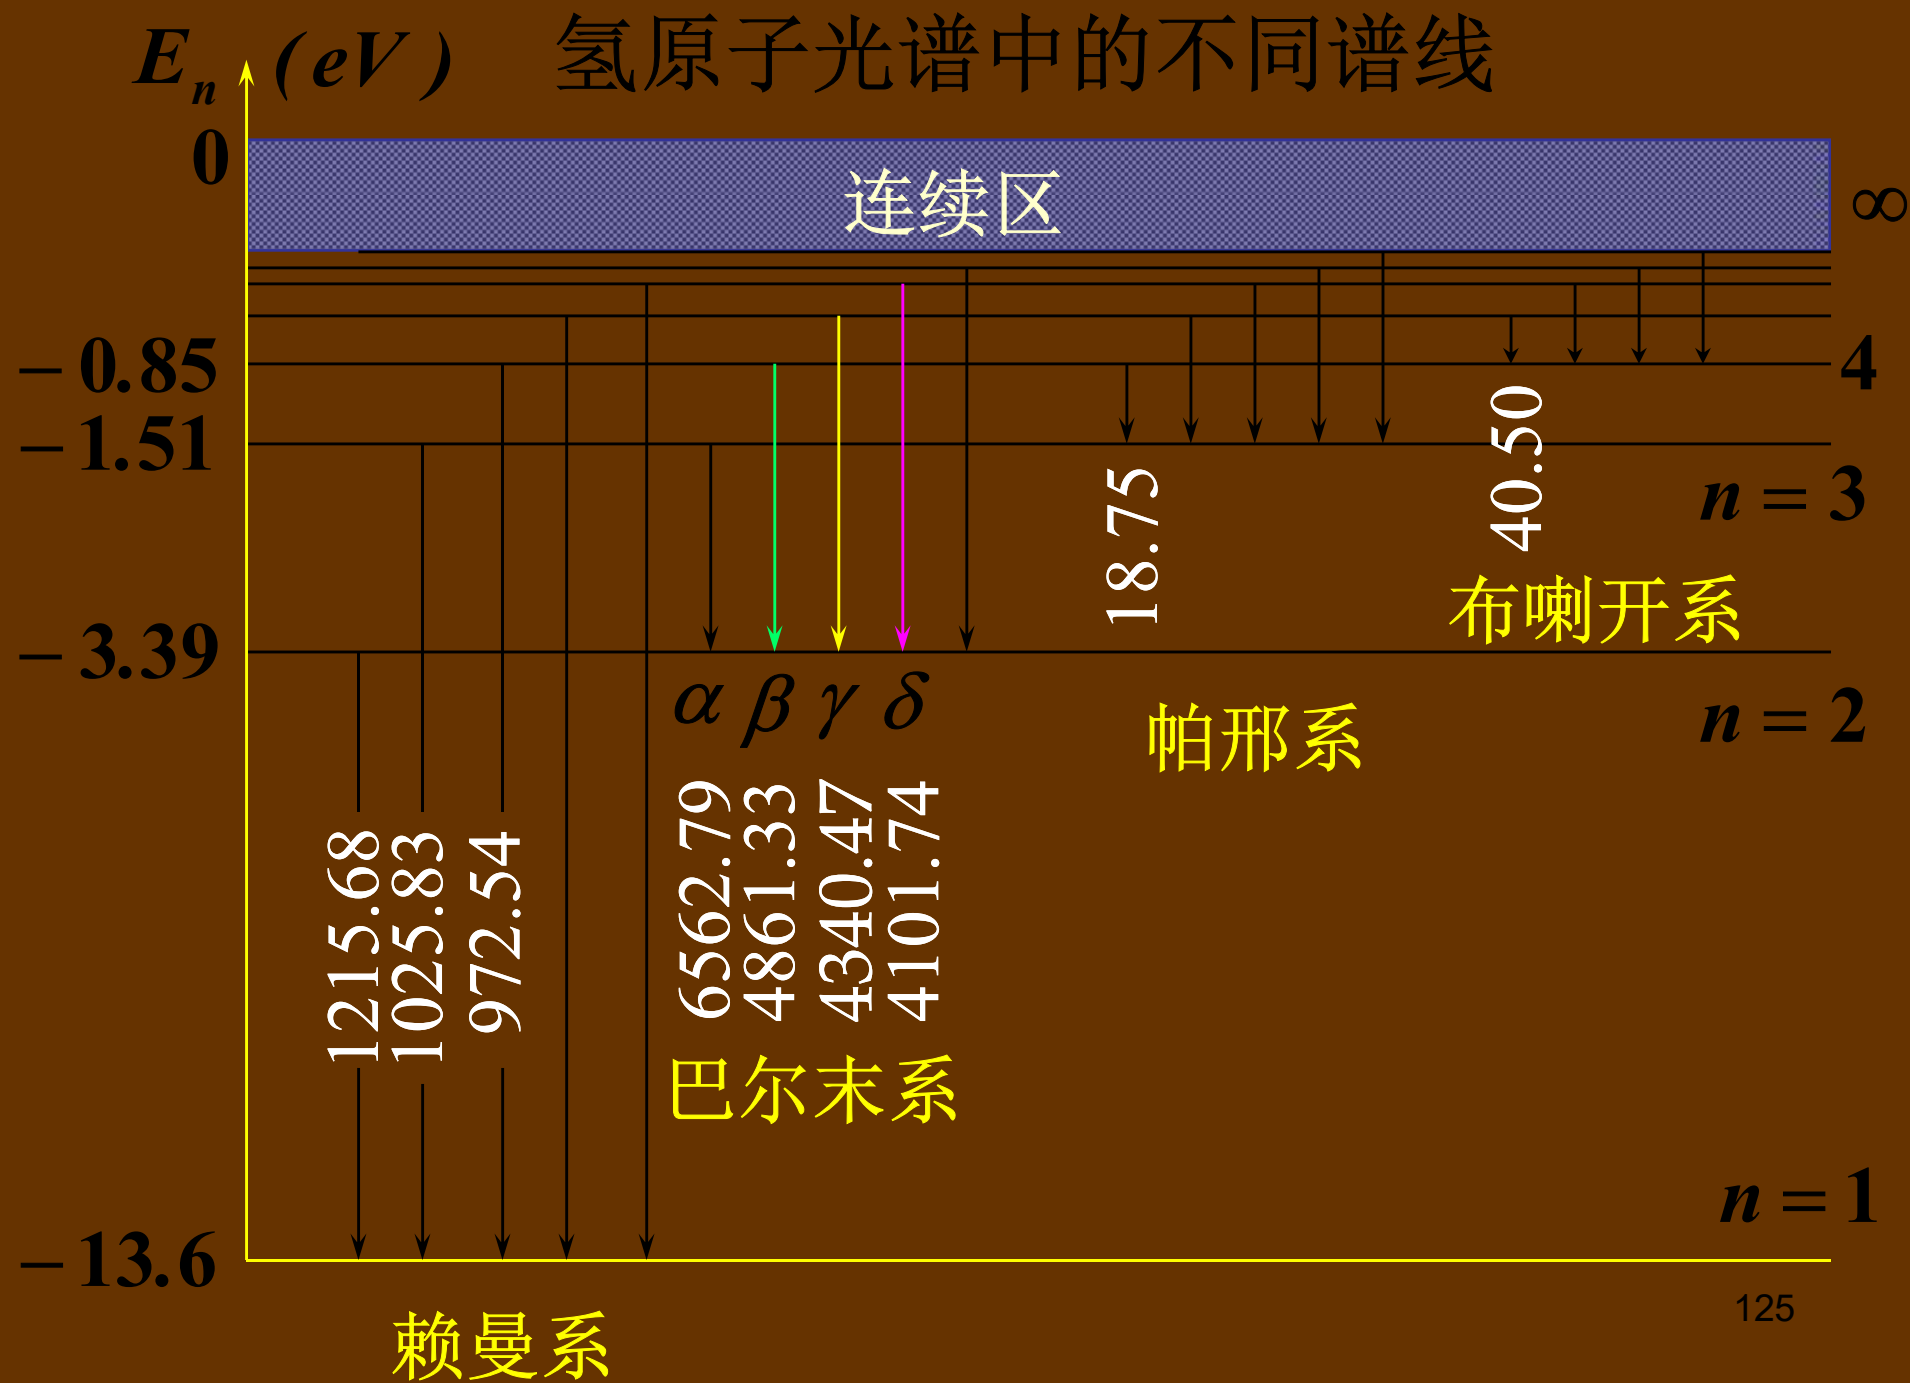 Eₙ (eV) 氢原子光谱中的不同谱线
0
连续区
∞
−0.85
4
−1.51
n = 3
18.75
40.50
布喇开系
−3.39
n = 2
α β γ δ
帕邢系
1215.68
1025.83
972.54
6562.79
4861.33
4340.47
4101.74
巴尔末系
n = 1
−13.6
125
赖曼系